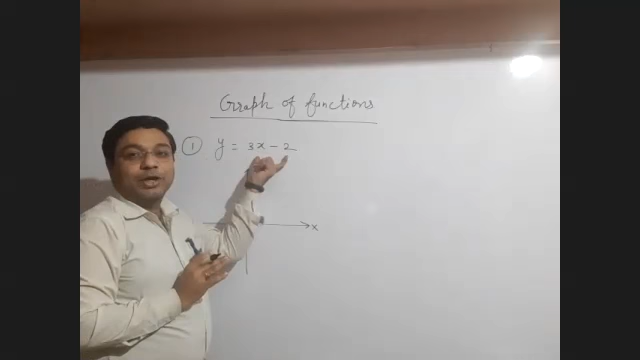 Graph of functions
① y = 3x - 2
x